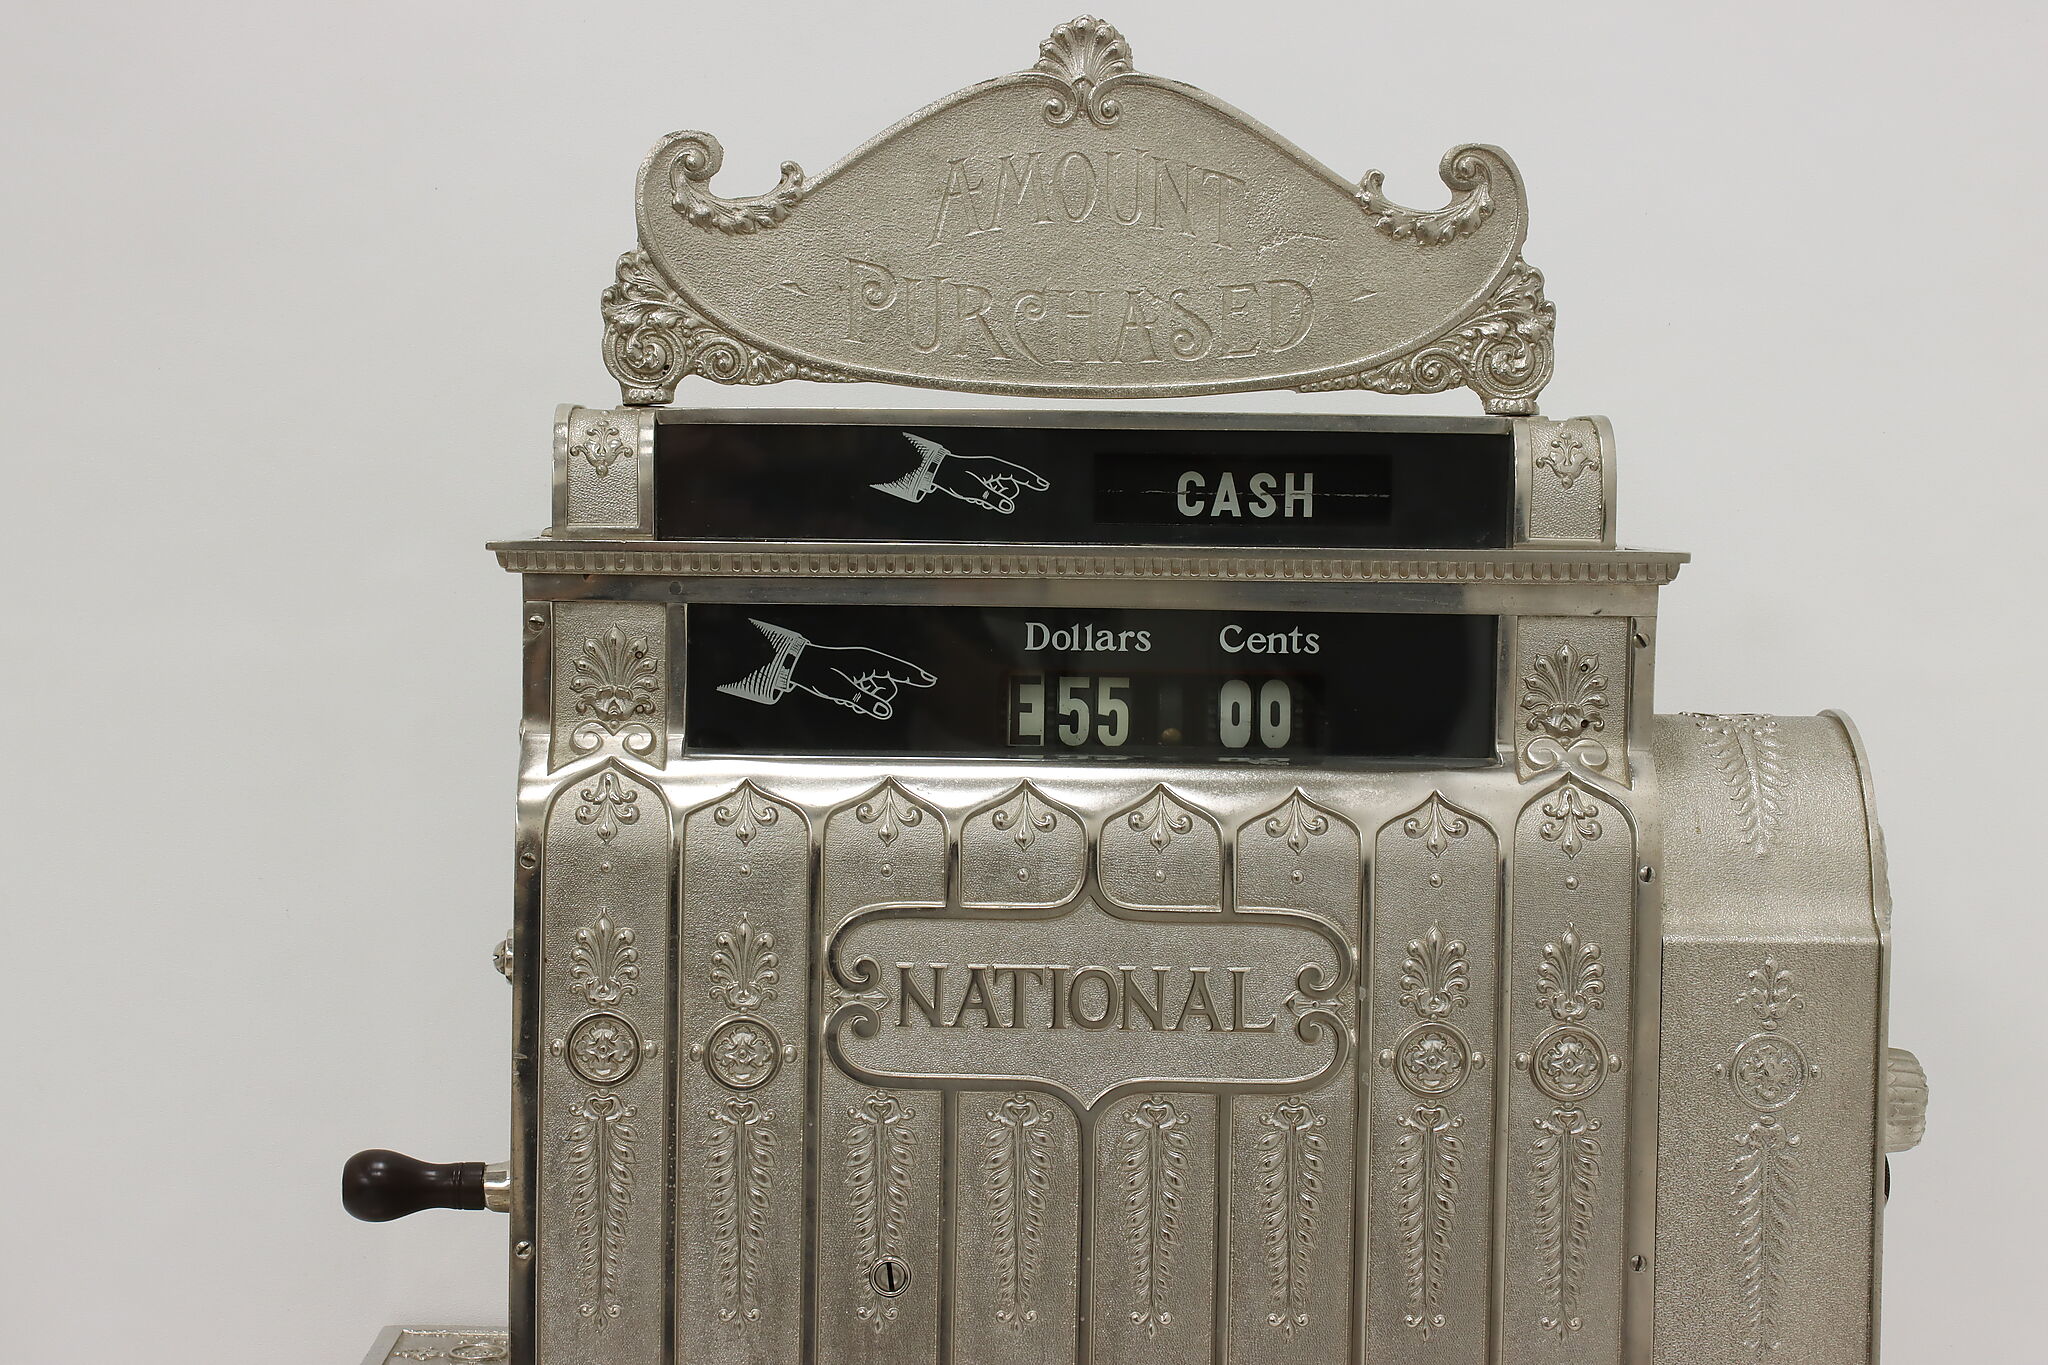 AMOUNT
- PURCHASED -
CASH
Dollars Cents
E 55 00
NATIONAL